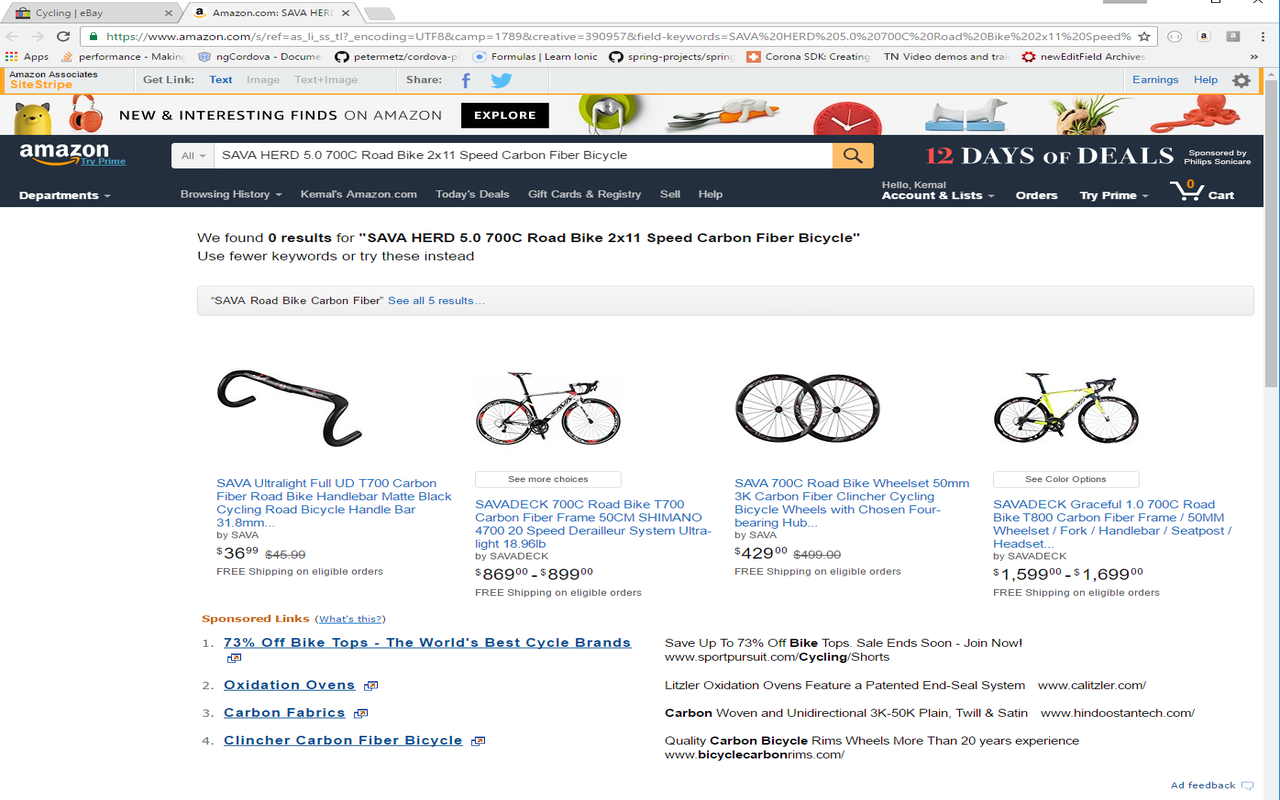 Cycling | eBay
Amazon.com: SAVA HERD
https://www.amazon.com/s/ref=as_li_ss_tl?_encoding=UTF8&camp=1789&creative=390957&field-keywords=SAVA%20HERD%205.0%20700C%20Road%20Bike%202x11%20Speed%
Apps performance - Making ngCordova - Docume petermetz/cordova-pl Formulas | Learn Ionic spring-projects/spring Corona SDK: Creating TN Video demos and trai newEditField Archives »
Amazon Associates
SiteStripe
Get Link: Text Image Text+Image Share: Earnings Help
NEW & INTERESTING FINDS ON AMAZON EXPLORE
amazon
Try Prime
All SAVA HERD 5.0 700C Road Bike 2x11 Speed Carbon Fiber Bicycle
12 DAYS OF DEALS
Sponsored by
Philips Sonicare
Departments Browsing History Kemal's Amazon.com Today's Deals Gift Cards & Registry Sell Help
Hello, Kemal
Account & Lists Orders Try Prime 0 Cart
We found 0 results for "SAVA HERD 5.0 700C Road Bike 2x11 Speed Carbon Fiber Bicycle"
Use fewer keywords or try these instead
"SAVA Road Bike Carbon Fiber" See all 5 results...
SAVA Ultralight Full UD T700 Carbon
Fiber Road Bike Handlebar Matte Black
Cycling Road Bicycle Handle Bar
31.8mm...
by SAVA
$36.99 $45.99
FREE Shipping on eligible orders
See more choices
SAVADECK 700C Road Bike T700
Carbon Fiber Frame 50CM SHIMANO
4700 20 Speed Derailleur System Ultra-
light 18.96lb
by SAVADECK
$869.00 - $899.00
FREE Shipping on eligible orders
SAVA 700C Road Bike Wheelset 50mm
3K Carbon Fiber Clincher Cycling
Bicycle Wheels with Chosen Four-
bearing Hub...
by SAVA
$429.00 $499.00
FREE Shipping on eligible orders
See Color Options
SAVADECK Graceful 1.0 700C Road
Bike T800 Carbon Fiber Frame / 50MM
Wheelset / Fork / Handlebar / Seatpost /
Headset...
by SAVADECK
$1,599.00 - $1,699.00
FREE Shipping on eligible orders
Sponsored Links (What's this?)
1. 73% Off Bike Tops - The World's Best Cycle Brands
Save Up To 73% Off Bike Tops. Sale Ends Soon - Join Now!
www.sportpursuit.com/Cycling/Shorts
2. Oxidation Ovens
Litzler Oxidation Ovens Feature a Patented End-Seal System www.calitzler.com/
3. Carbon Fabrics
Carbon Woven and Unidirectional 3K-50K Plain, Twill & Satin www.hindoostantech.com/
4. Clincher Carbon Fiber Bicycle
Quality Carbon Bicycle Rims Wheels More Than 20 years experience
www.bicyclecarbonrims.com/
Ad feedback